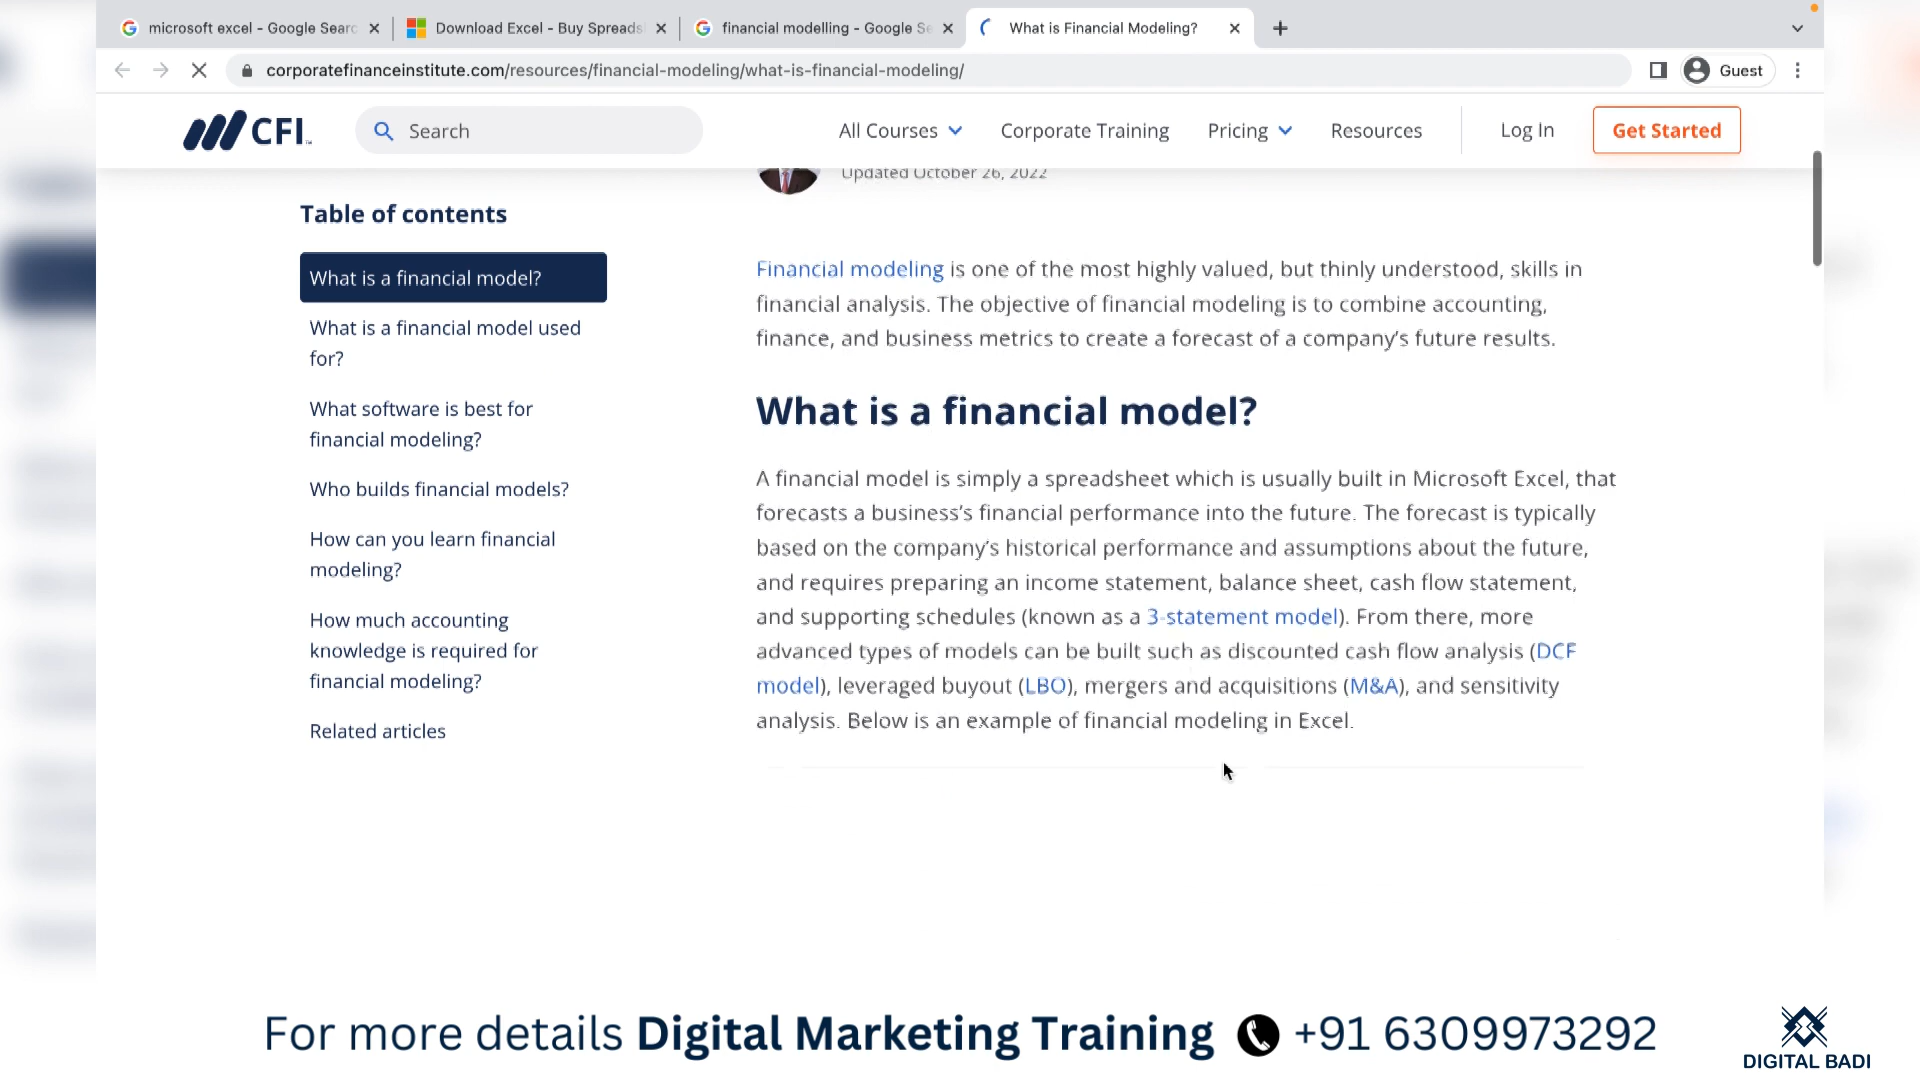 microsoft excel - Google Searc
Download Excel - Buy Spreads
financial modelling - Google Se
What is Financial Modeling?
corporatefinanceinstitute.com/resources/financial-modeling/what-is-financial-modeling/
Guest
CFI
Search
All Courses
Corporate Training
Pricing
Resources
Log In
Get Started
Updated October 26, 2022
Table of contents
What is a financial model?
What is a financial model used
for?
What software is best for
financial modeling?
Who builds financial models?
How can you learn financial
modeling?
How much accounting
knowledge is required for
financial modeling?
Related articles
Financial modeling is one of the most highly valued, but thinly understood, skills in
financial analysis. The objective of financial modeling is to combine accounting,
finance, and business metrics to create a forecast of a company’s future results.
What is a financial model?
A financial model is simply a spreadsheet which is usually built in Microsoft Excel, that
forecasts a business’s financial performance into the future. The forecast is typically
based on the company’s historical performance and assumptions about the future,
and requires preparing an income statement, balance sheet, cash flow statement,
and supporting schedules (known as a 3-statement model). From there, more
advanced types of models can be built such as discounted cash flow analysis (DCF
model), leveraged buyout (LBO), mergers and acquisitions (M&A), and sensitivity
analysis. Below is an example of financial modeling in Excel.
For more details Digital Marketing Training +91 6309973292
DIGITAL BADI